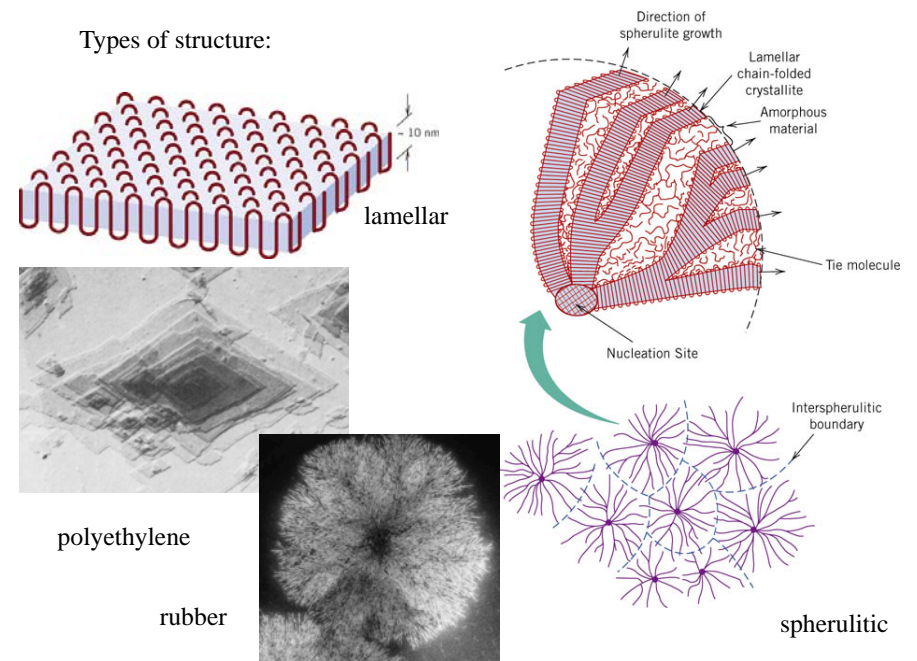 Types of structure:
~ 10 nm
lamellar
polyethylene
rubber
Direction of
spherulite growth
Lamellar
chain-folded
crystallite
Amorphous
material
Tie molecule
Nucleation Site
Interspherulitic
boundary
spherulitic